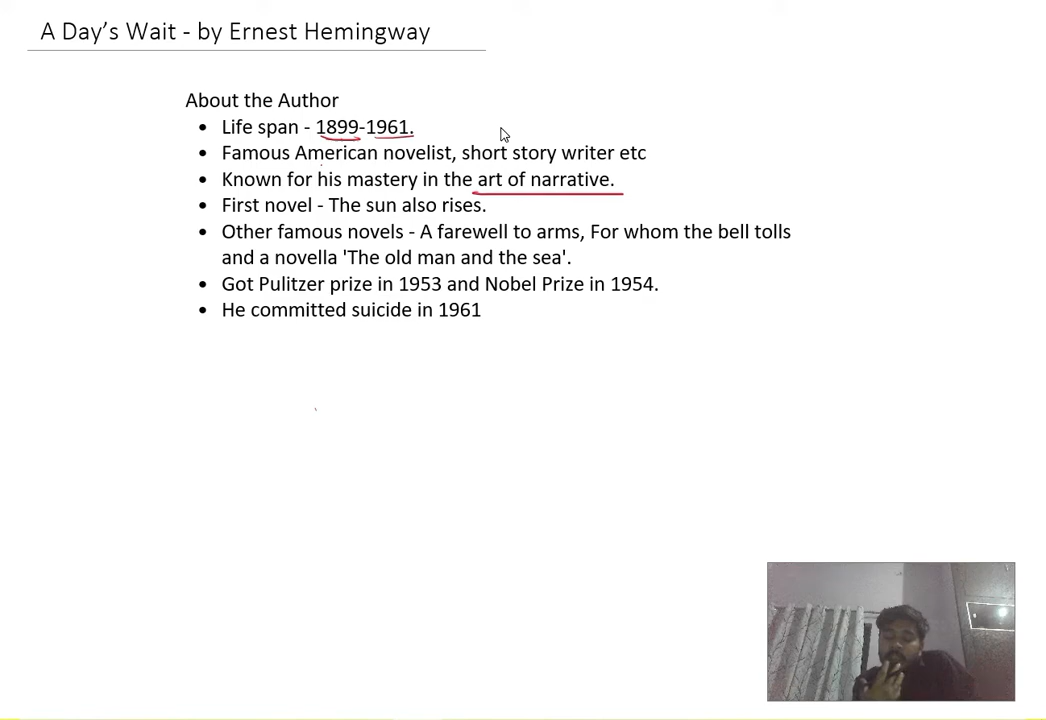 A Day's Wait - by Ernest Hemingway
About the Author
• Life span - 1899-1961.
• Famous American novelist, short story writer etc
• Known for his mastery in the art of narrative.
• First novel - The sun also rises.
• Other famous novels - A farewell to arms, For whom the bell tolls
and a novella 'The old man and the sea'.
• Got Pulitzer prize in 1953 and Nobel Prize in 1954.
• He committed suicide in 1961